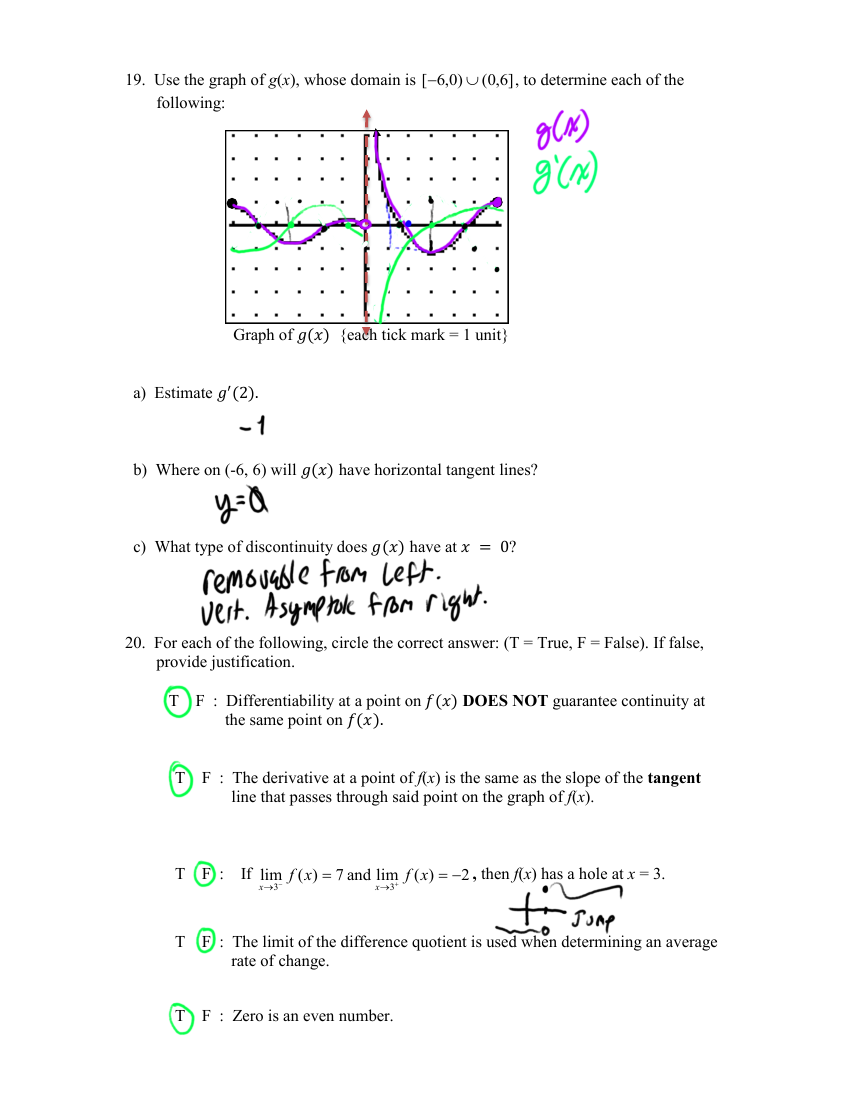 19. Use the graph of g(x), whose domain is [−6,0) ∪ (0,6], to determine each of the
following:
g(x)
g'(x)
Graph of g(x) {each tick mark = 1 unit}
a) Estimate g′(2).
-1
b) Where on (-6, 6) will g(x) have horizontal tangent lines?
y=0
c) What type of discontinuity does g(x) have at x = 0?
removable from left.
vert. Asymptote from right.
20. For each of the following, circle the correct answer: (T = True, F = False). If false,
provide justification.
T F : Differentiability at a point on f(x) DOES NOT guarantee continuity at
the same point on f(x).
T F : The derivative at a point of f(x) is the same as the slope of the tangent
line that passes through said point on the graph of f(x).
T F : If lim x→3⁻ f(x) = 7 and lim x→3⁺ f(x) = −2, then f(x) has a hole at x = 3.
Jump
T F : The limit of the difference quotient is used when determining an average
rate of change.
T F : Zero is an even number.